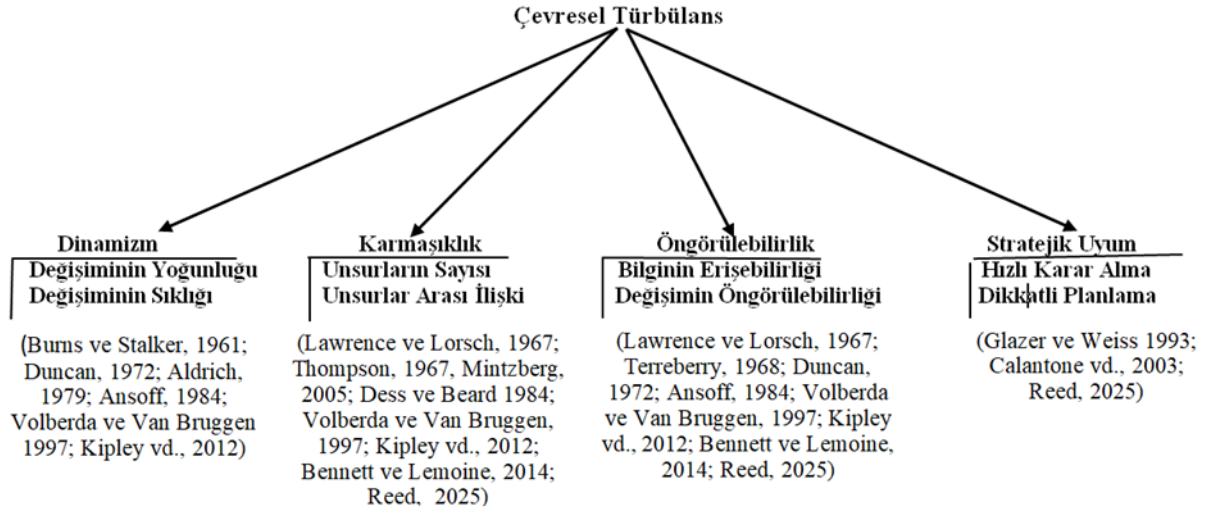 Çevresel Türbülans
Dinamizm
Değişiminin Yoğunluğu
Değişiminin Sıklığı
(Burns ve Stalker, 1961;
Duncan, 1972; Aldrich,
1979; Ansoff, 1984;
Volberda ve Van Bruggen
1997; Kipley vd., 2012)
Karmaşıklık
Unsurların Sayısı
Unsurlar Arası İlişki
(Lawrence ve Lorsch, 1967;
Thompson, 1967, Mintzberg,
2005; Dess ve Beard 1984;
Volberda ve Van Bruggen,
1997; Kipley vd., 2012;
Bennett ve Lemoine, 2014;
Reed, 2025)
Öngörülebilirlik
Bilginin Erişebilirliği
Değişimin Öngörülebilirliği
(Lawrence ve Lorsch, 1967;
Terreberry, 1968; Duncan,
1972; Ansoff, 1984; Volberda
ve Van Bruggen, 1997; Kipley
vd., 2012; Bennett ve Lemoine,
2014; Reed, 2025)
Stratejik Uyum
Hızlı Karar Alma
Dikkatli Planlama
(Glazer ve Weiss 1993;
Calantone vd., 2003;
Reed, 2025)